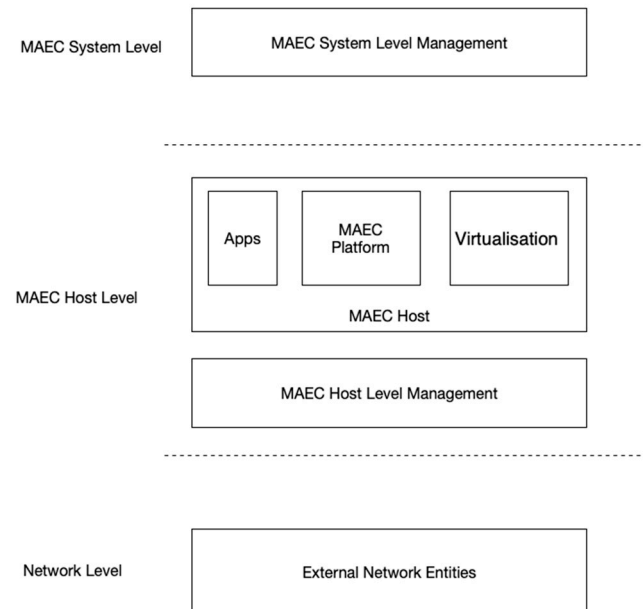 MAEC System Level
MAEC System Level Management
Apps
MAEC
Platform
Virtualisation
MAEC Host Level
MAEC Host
MAEC Host Level Management
Network Level
External Network Entities